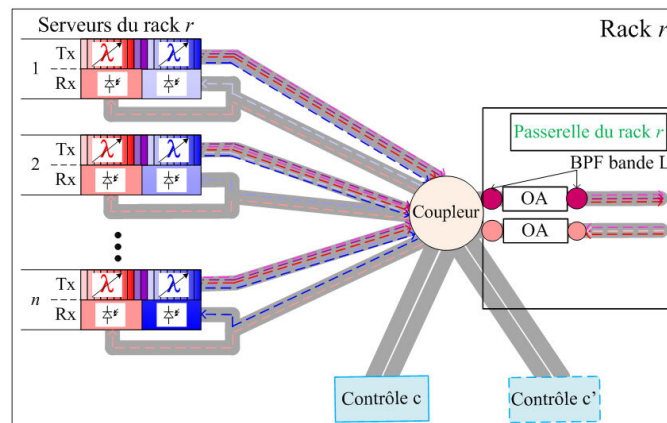 Serveurs du rack r
Rack r
1
Tx
λ
λ
Rx
2
Tx
λ
λ
Rx
n
Tx
λ
λ
Rx
Coupleur
Passerelle du rack r
BPF bande L
OA
OA
Contrôle c
Contrôle c'